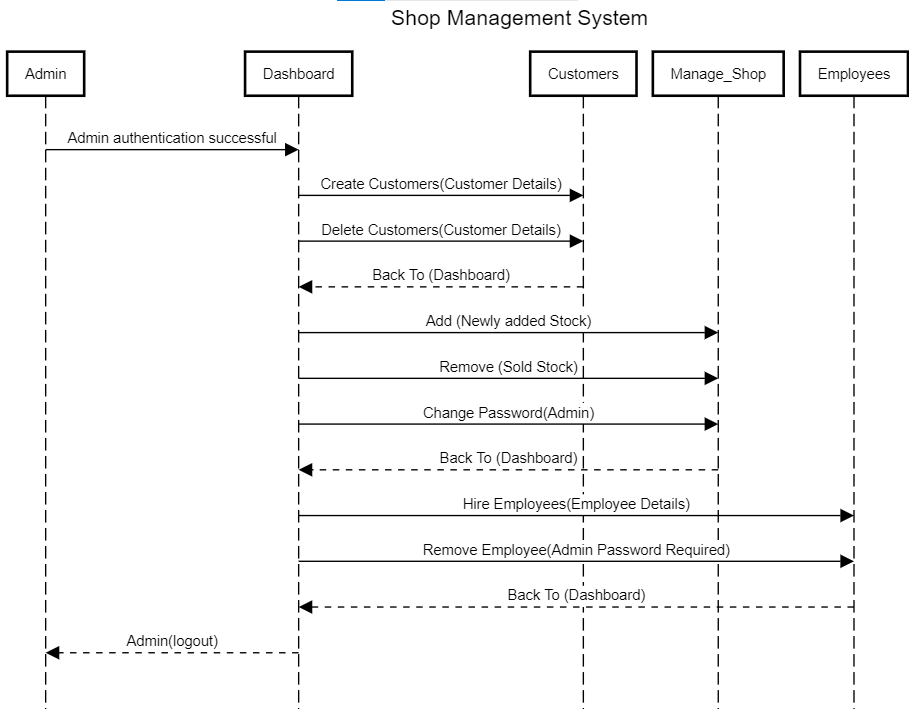 Shop Management System
Admin
Dashboard
Customers
Manage_Shop
Employees
Admin authentication successful
Create Customers(Customer Details)
Delete Customers(Customer Details)
Back To (Dashboard)
Add (Newly added Stock)
Remove (Sold Stock)
Change Password(Admin)
Back To (Dashboard)
Hire Employees(Employee Details)
Remove Employee(Admin Password Required)
Back To (Dashboard)
Admin(logout)